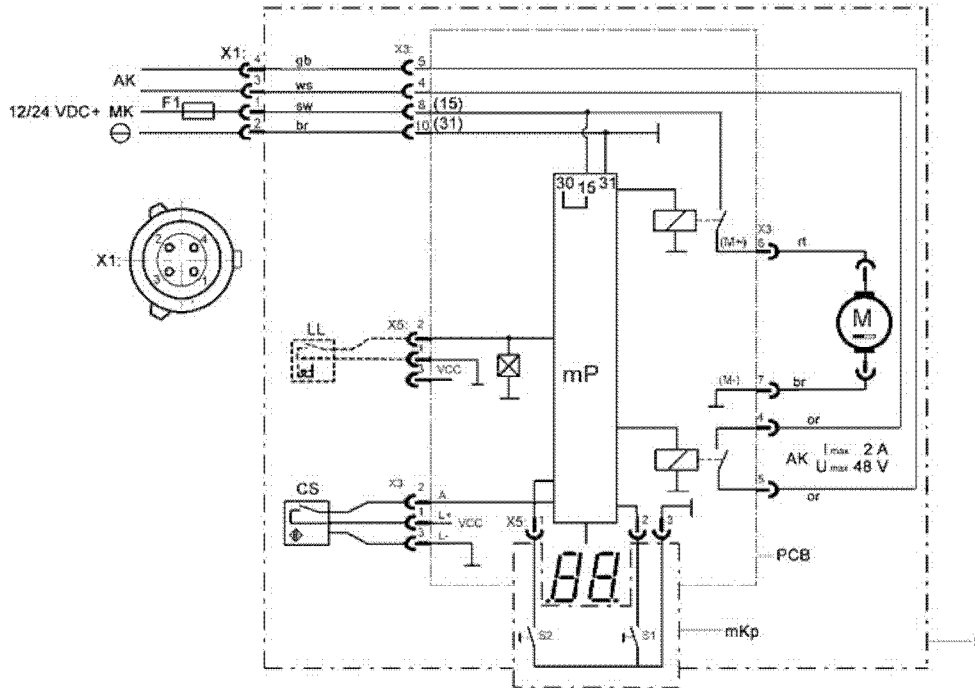 X1: 4 gb X3: 5
AK 3 ws 4
12/24 VDC+ MK F1 1 sw 8 (15)
2 br 10 (31)
30 15 31
X1: 2 4
3 1
(M+) X3 6 rt
M
LL X5: 2
1
3 VCC
mP
(M-) 7 br
4 or
AK I max 2 A
U max 48 V
5 or
CS X3 2 A
1 L+ VCC
3 L-
X5: 1 2 3
88
PCB
S2 S1 mKp